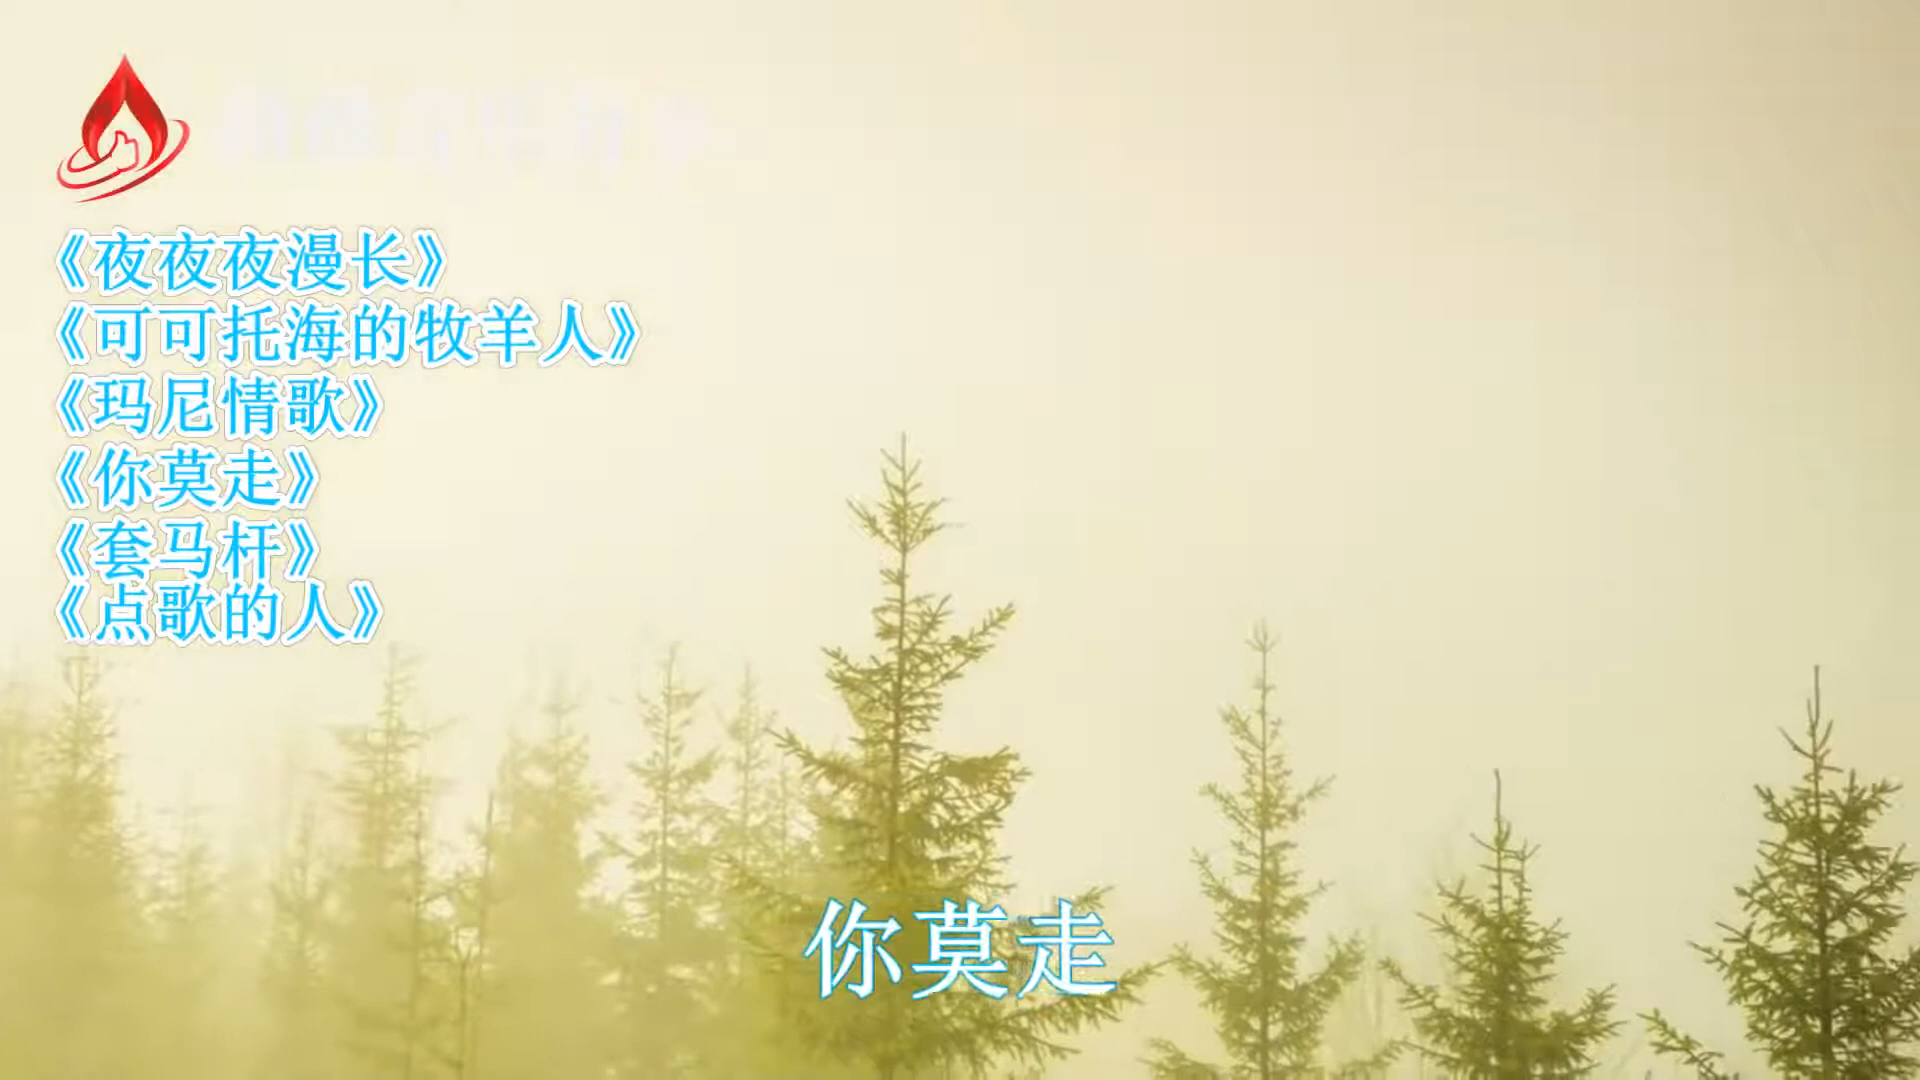 《夜夜夜漫长》
《可可托海的牧羊人》
《玛尼情歌》
《你莫走》
《套马杆》
《点歌的人》
你莫走